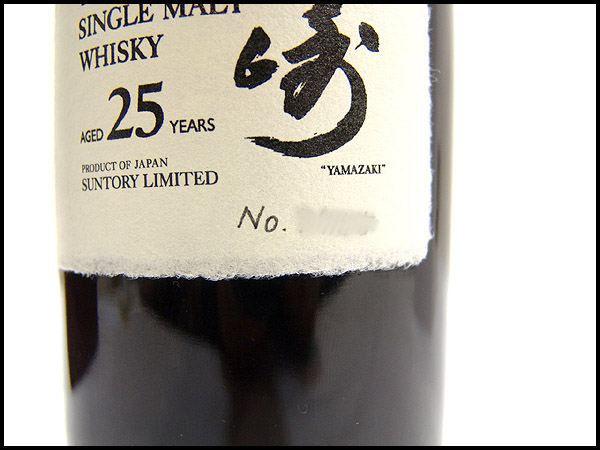 SINGLE MALT
WHISKY
AGED 25 YEARS
PRODUCT OF JAPAN
SUNTORY LIMITED
崎
"YAMAZAKI"
No.